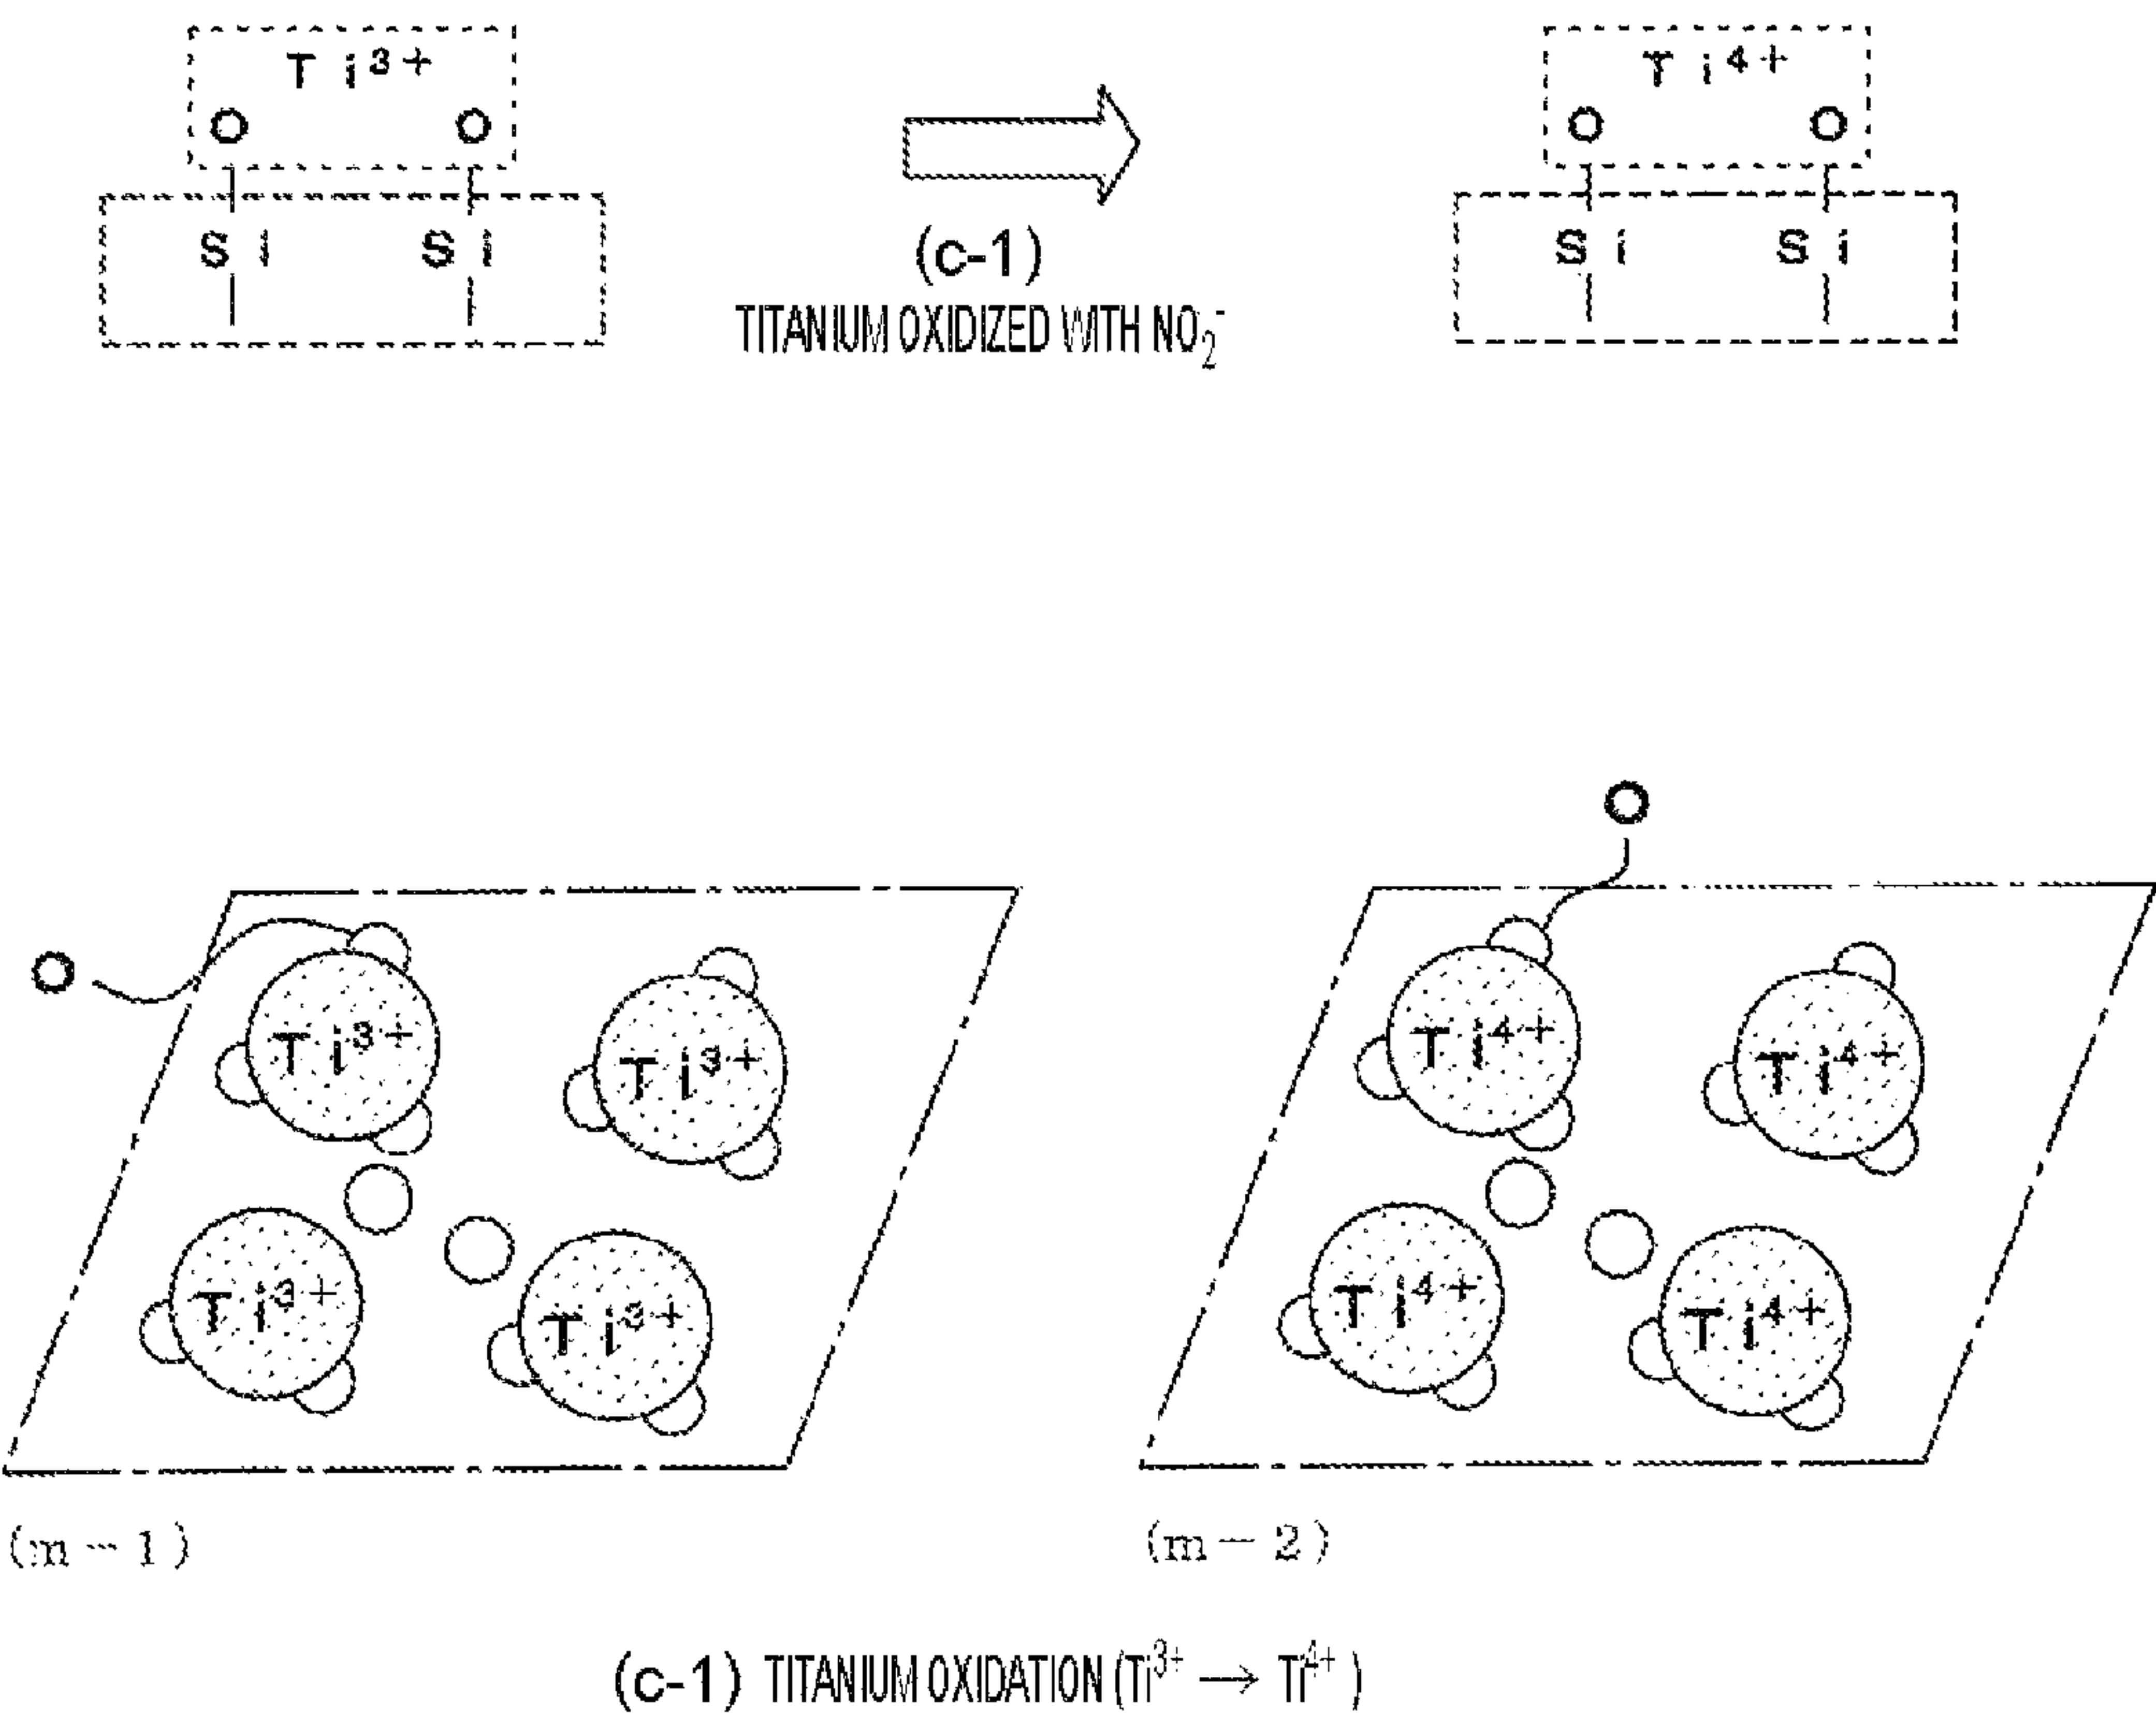 Ti³⁺
O O
Si Si
(c-1)
TITANIUM OXIDIZED WITH NO₂⁻
Ti⁴⁺
O O
Si Si
O
Ti³⁺
Ti³⁺
Ti³⁺
Ti³⁺
(m-1)
O
Ti⁴⁺
Ti⁴⁺
Ti⁴⁺
Ti⁴⁺
(m-2)
(c-1) TITANIUM OXIDATION (Ti³⁺ → Ti⁴⁺)